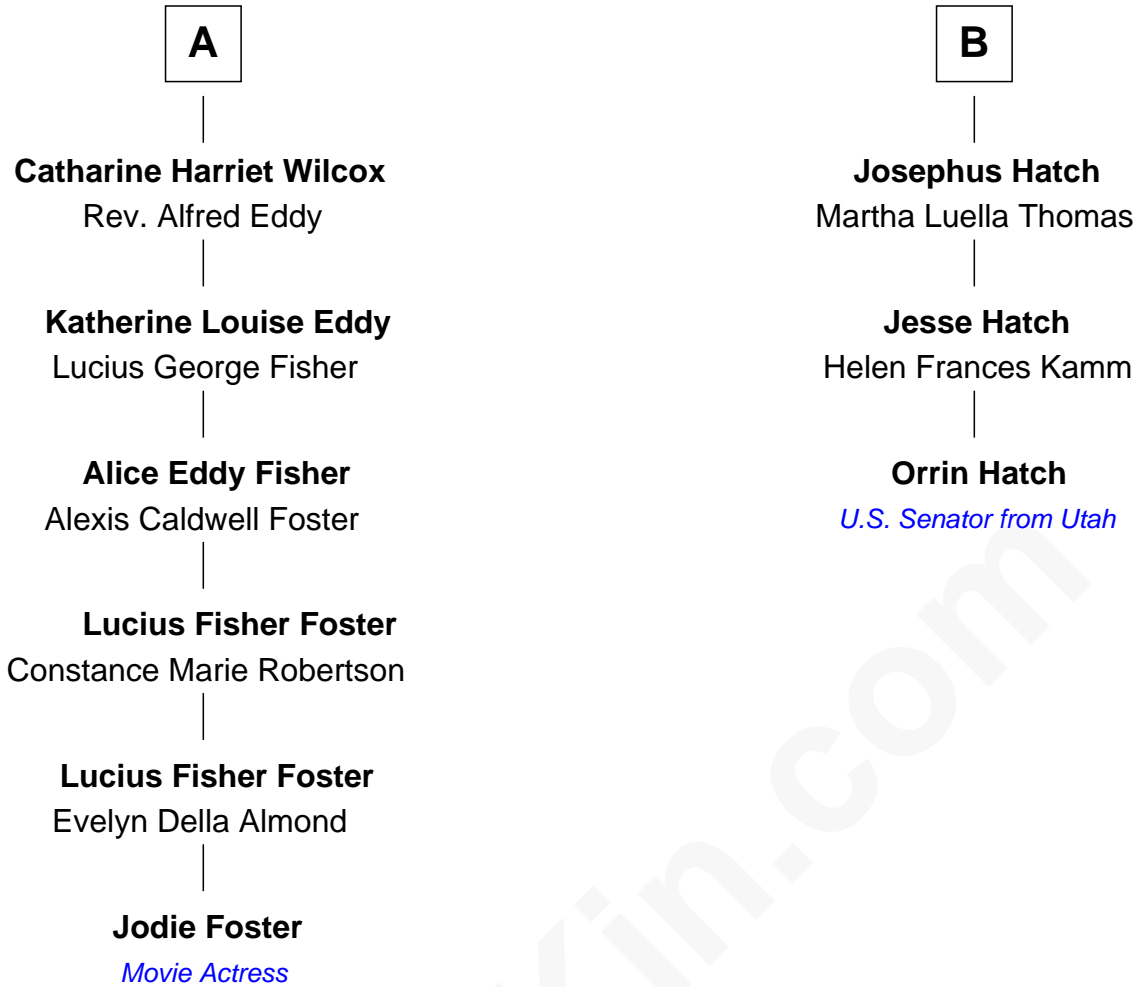 A
Catharine Harriet Wilcox
Rev. Alfred Eddy
Katherine Louise Eddy
Lucius George Fisher
Alice Eddy Fisher
Alexis Caldwell Foster
Lucius Fisher Foster
Constance Marie Robertson
Lucius Fisher Foster
Evelyn Della Almond
Jodie Foster
Movie Actress
B
Josephus Hatch
Martha Luella Thomas
Jesse Hatch
Helen Frances Kamm
Orrin Hatch
U.S. Senator from Utah